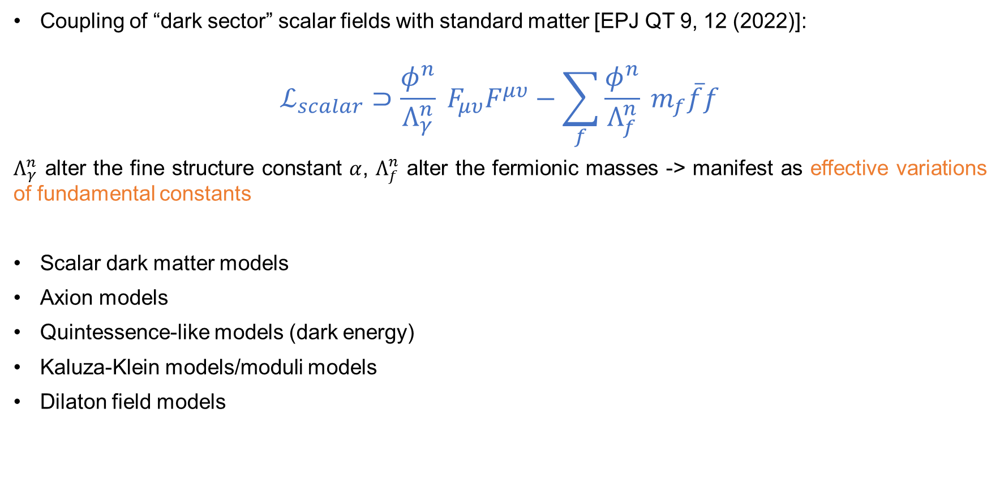 • Coupling of “dark sector” scalar fields with standard matter [EPJ QT 9, 12 (2022)]:
$\mathcal{L}_{scalar} \supset \frac{\phi^n}{\Lambda_\gamma^n} F_{\mu\upsilon}F^{\mu\upsilon} - \sum_f \frac{\phi^n}{\Lambda_f^n} m_f \bar{f} f$
$\Lambda_\gamma^n$ alter the fine structure constant $\alpha$, $\Lambda_f^n$ alter the fermionic masses -> manifest as effective variations
of fundamental constants
• Scalar dark matter models
• Axion models
• Quintessence-like models (dark energy)
• Kaluza-Klein models/moduli models
• Dilaton field models